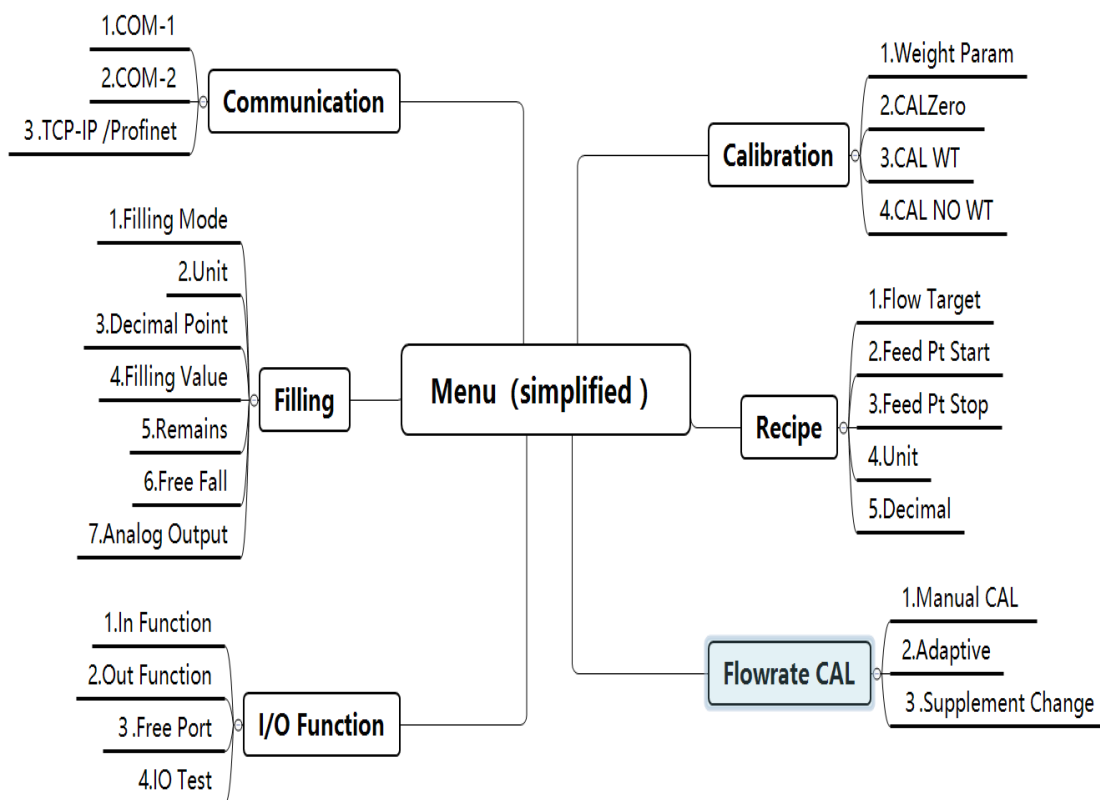 Menu (simplified )
Communication
1.COM-1
2.COM-2
3 .TCP-IP /Profinet
Filling
1.Filling Mode
2.Unit
3.Decimal Point
4.Filling Value
5.Remains
6.Free Fall
7.Analog Output
I/O Function
1.In Function
2.Out Function
3 .Free Port
4.IO Test
Calibration
1.Weight Param
2.CALZero
3.CAL WT
4.CAL NO WT
Recipe
1.Flow Target
2.Feed Pt Start
3.Feed Pt Stop
4.Unit
5.Decimal
Flowrate CAL
1.Manual CAL
2.Adaptive
3 .Supplement Change